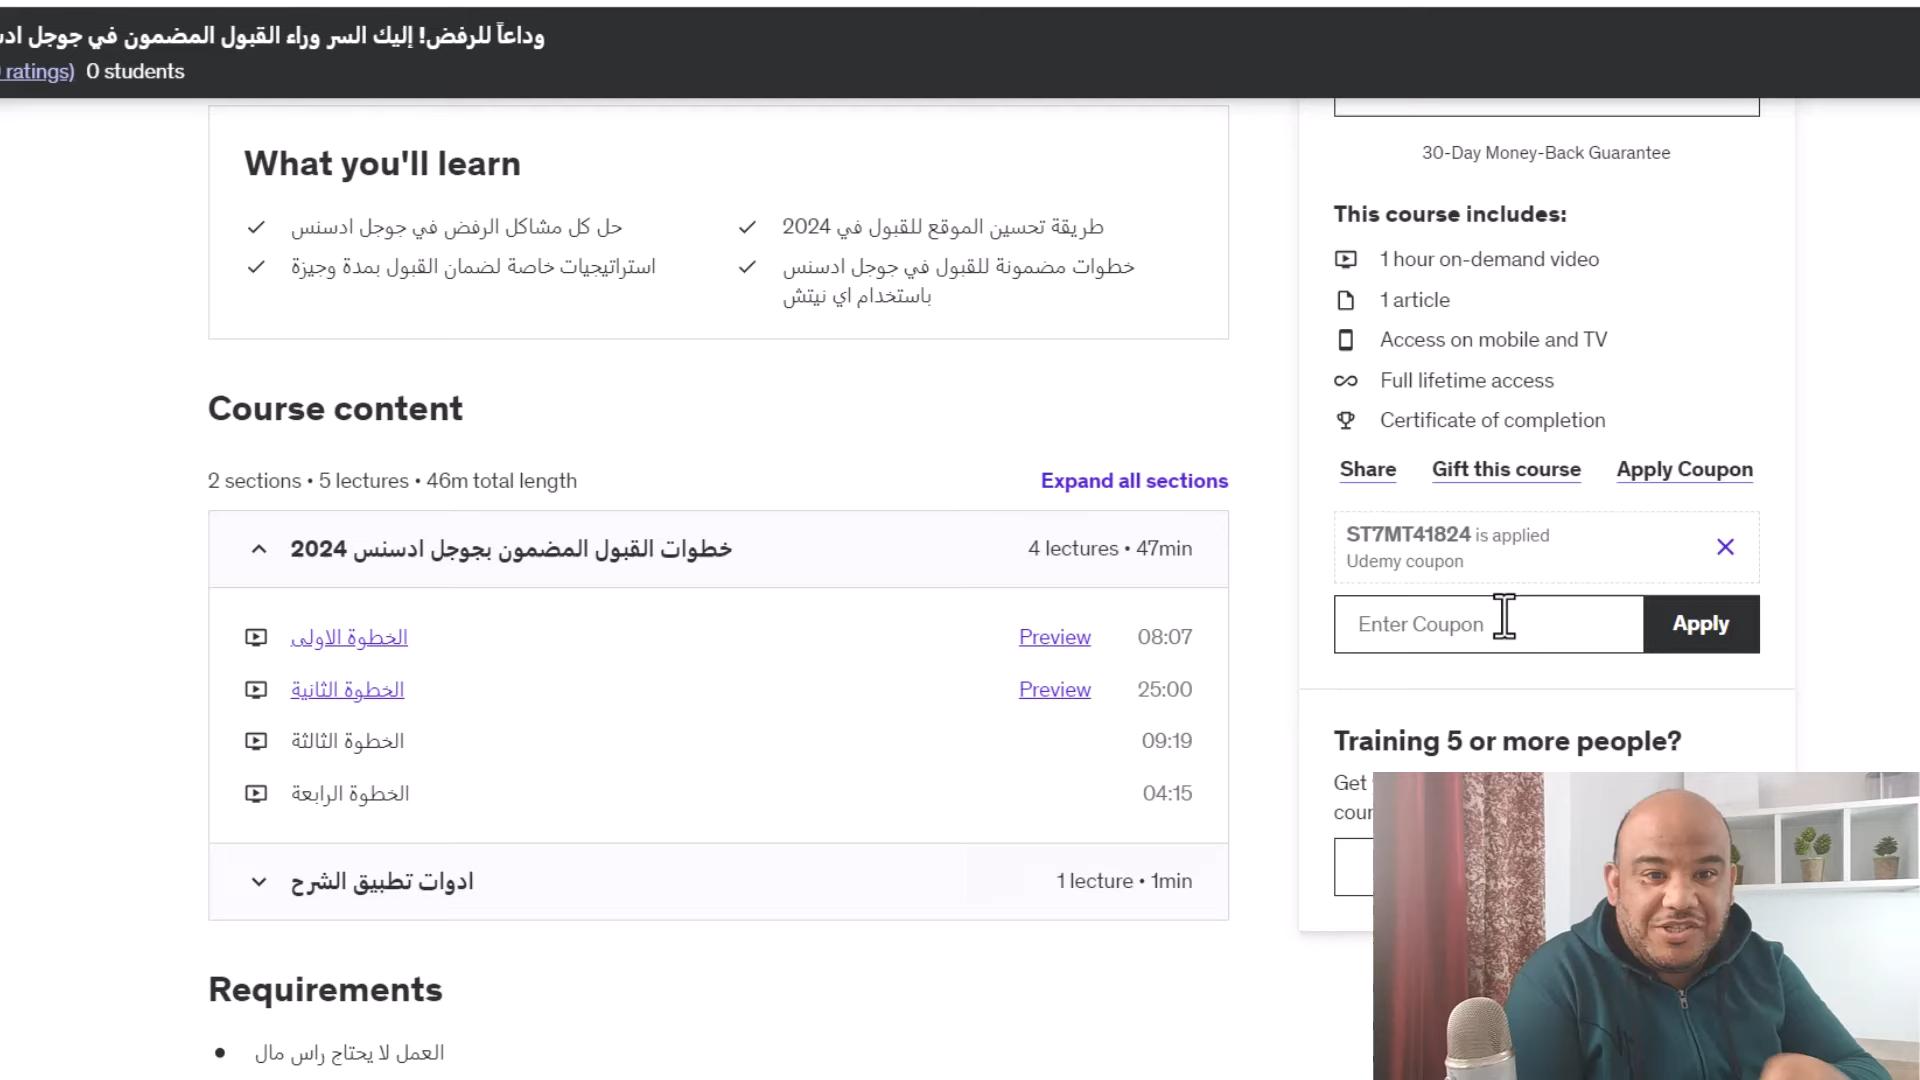 وداعاً للرفض! إليك السر وراء القبول المضمون في جوجل
ratings) 0 students
What you'll learn
حل كل مشاكل الرفض في جوجل ادسنس
طريقة تحسين الموقع للقبول في 2024
استراتيجيات خاصة لضمان القبول بمدة وجيزة
خطوات مضمونة للقبول في جوجل ادسنس
باستخدام اي نيتش
Course content
2 sections • 5 lectures • 46m total length
Expand all sections
خطوات القبول المضمون بجوجل ادسنس 2024
4 lectures • 47min
الخطوة الاولى
Preview 08:07
الخطوة الثانية
Preview 25:00
الخطوة الثالثة
09:19
الخطوة الرابعة
04:15
ادوات تطبيق الشرح
1 lecture • 1min
Requirements
العمل لا يحتاج راس مال
30-Day Money-Back Guarantee
This course includes:
1 hour on-demand video
1 article
Access on mobile and TV
Full lifetime access
Certificate of completion
Share Gift this course Apply Coupon
ST7MT41824 is applied
Udemy coupon
Enter Coupon
Apply
Training 5 or more people?
Get